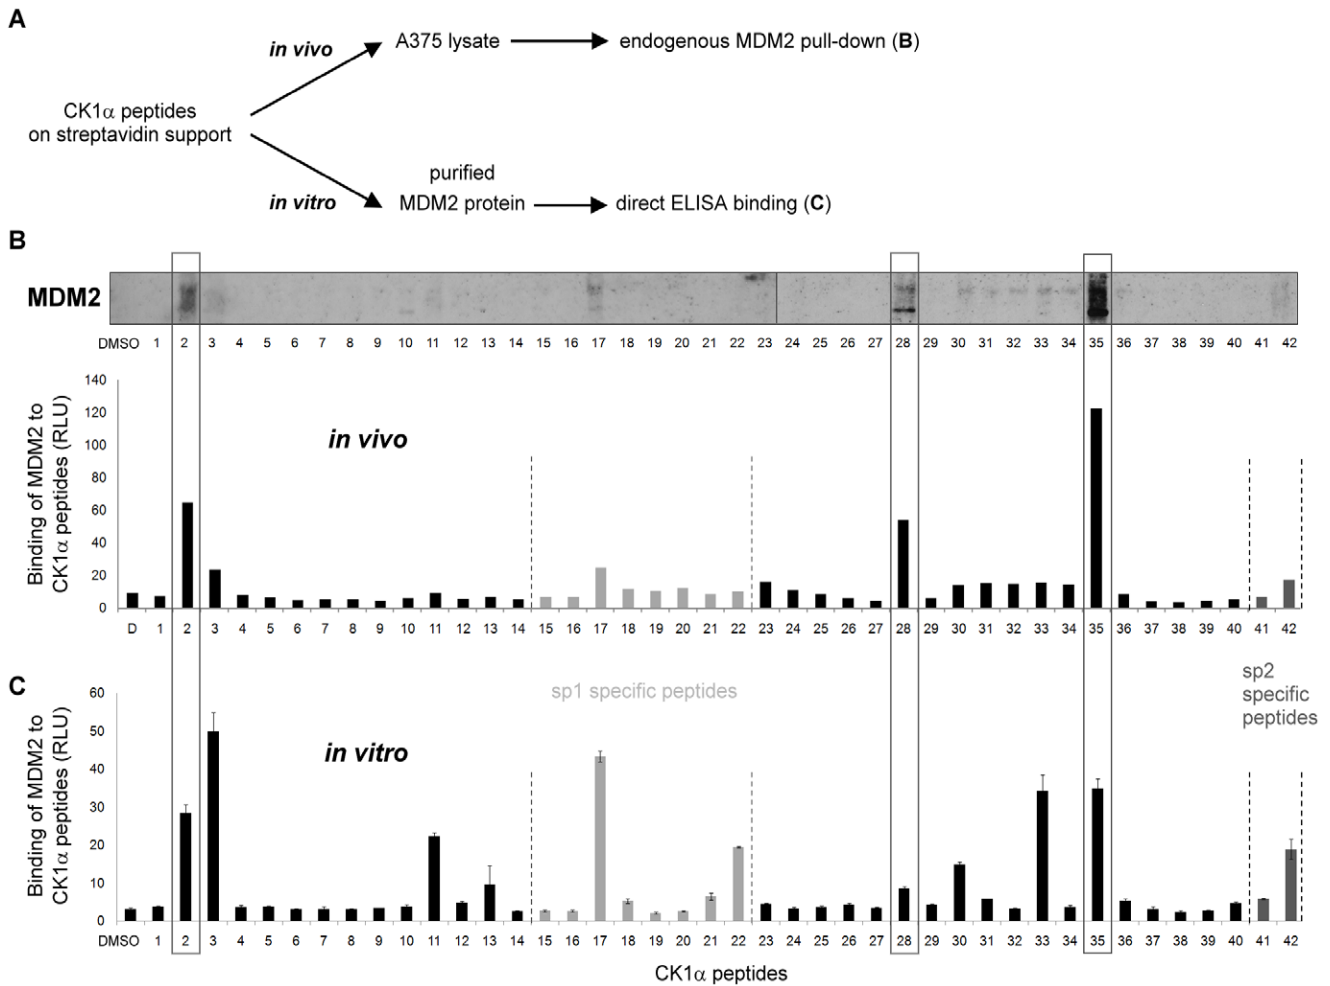 A
in vivo
A375 lysate
endogenous MDM2 pull-down (B)
CK1α peptides
on streptavidin support
purified
in vitro
MDM2 protein
direct ELISA binding (C)
B
MDM2
DMSO 1 2 3 4 5 6 7 8 9 10 11 12 13 14 15 16 17 18 19 20 21 22 23 24 25 26 27 28 29 30 31 32 33 34 35 36 37 38 39 40 41 42
Binding of MDM2 to
CK1α peptides (RLU)
140
120
100
80
60
40
20
0
in vivo
D 1 2 3 4 5 6 7 8 9 10 11 12 13 14 15 16 17 18 19 20 21 22 23 24 25 26 27 28 29 30 31 32 33 34 35 36 37 38 39 40 41 42
C
sp1 specific peptides
sp2
specific
peptides
Binding of MDM2 to
CK1α peptides (RLU)
60
50
40
30
20
10
0
in vitro
DMSO 1 2 3 4 5 6 7 8 9 10 11 12 13 14 15 16 17 18 19 20 21 22 23 24 25 26 27 28 29 30 31 32 33 34 35 36 37 38 39 40 41 42
CK1α peptides